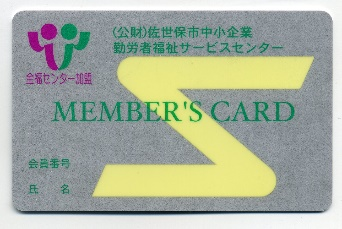 (公財)佐世保市中小企業
勤労者福祉サービスセンター
全福センター加盟
MEMBER'S CARD
会員番号
氏 名